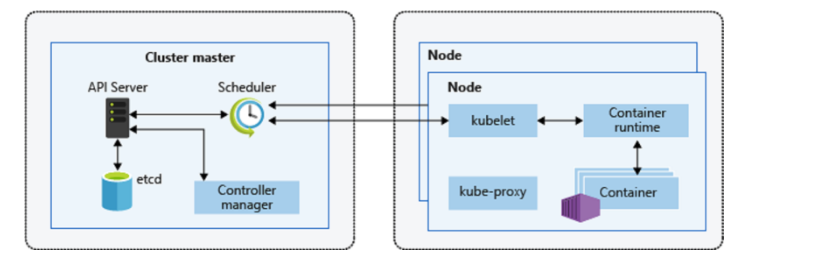 Cluster master
API Server
Scheduler
etcd
Controller
manager
Node
Node
kubelet
Container
runtime
kube-proxy
Container